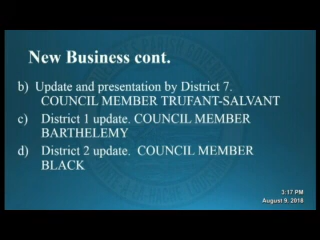 New Business cont.
b) Update and presentation by District 7.
COUNCIL MEMBER TRUFANT-SALVANT
c) District 1 update. COUNCIL MEMBER
BARTHELEMY
d) District 2 update. COUNCIL MEMBER
BLACK
3:17 PM
August 9, 2018